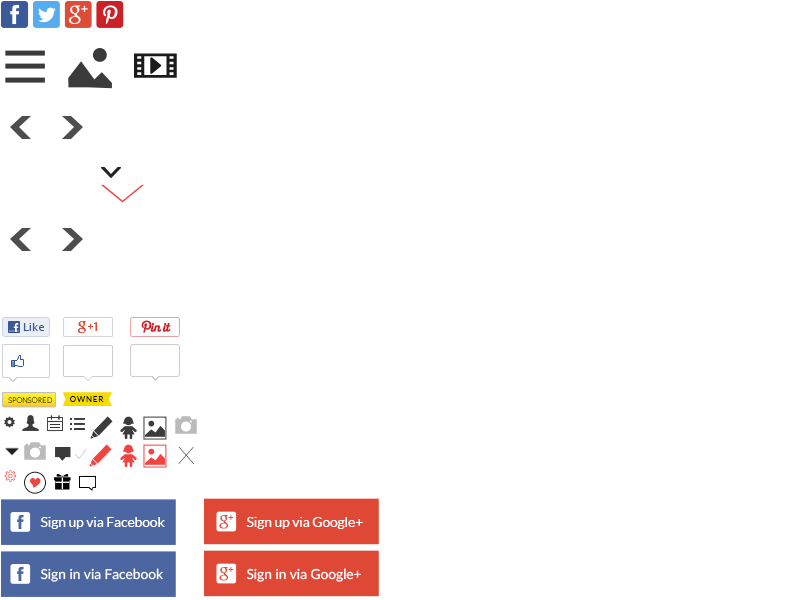 Like
g+1
Pin it
SPONSORED
OWNER
Sign up via Facebook
Sign up via Google+
Sign in via Facebook
Sign in via Google+